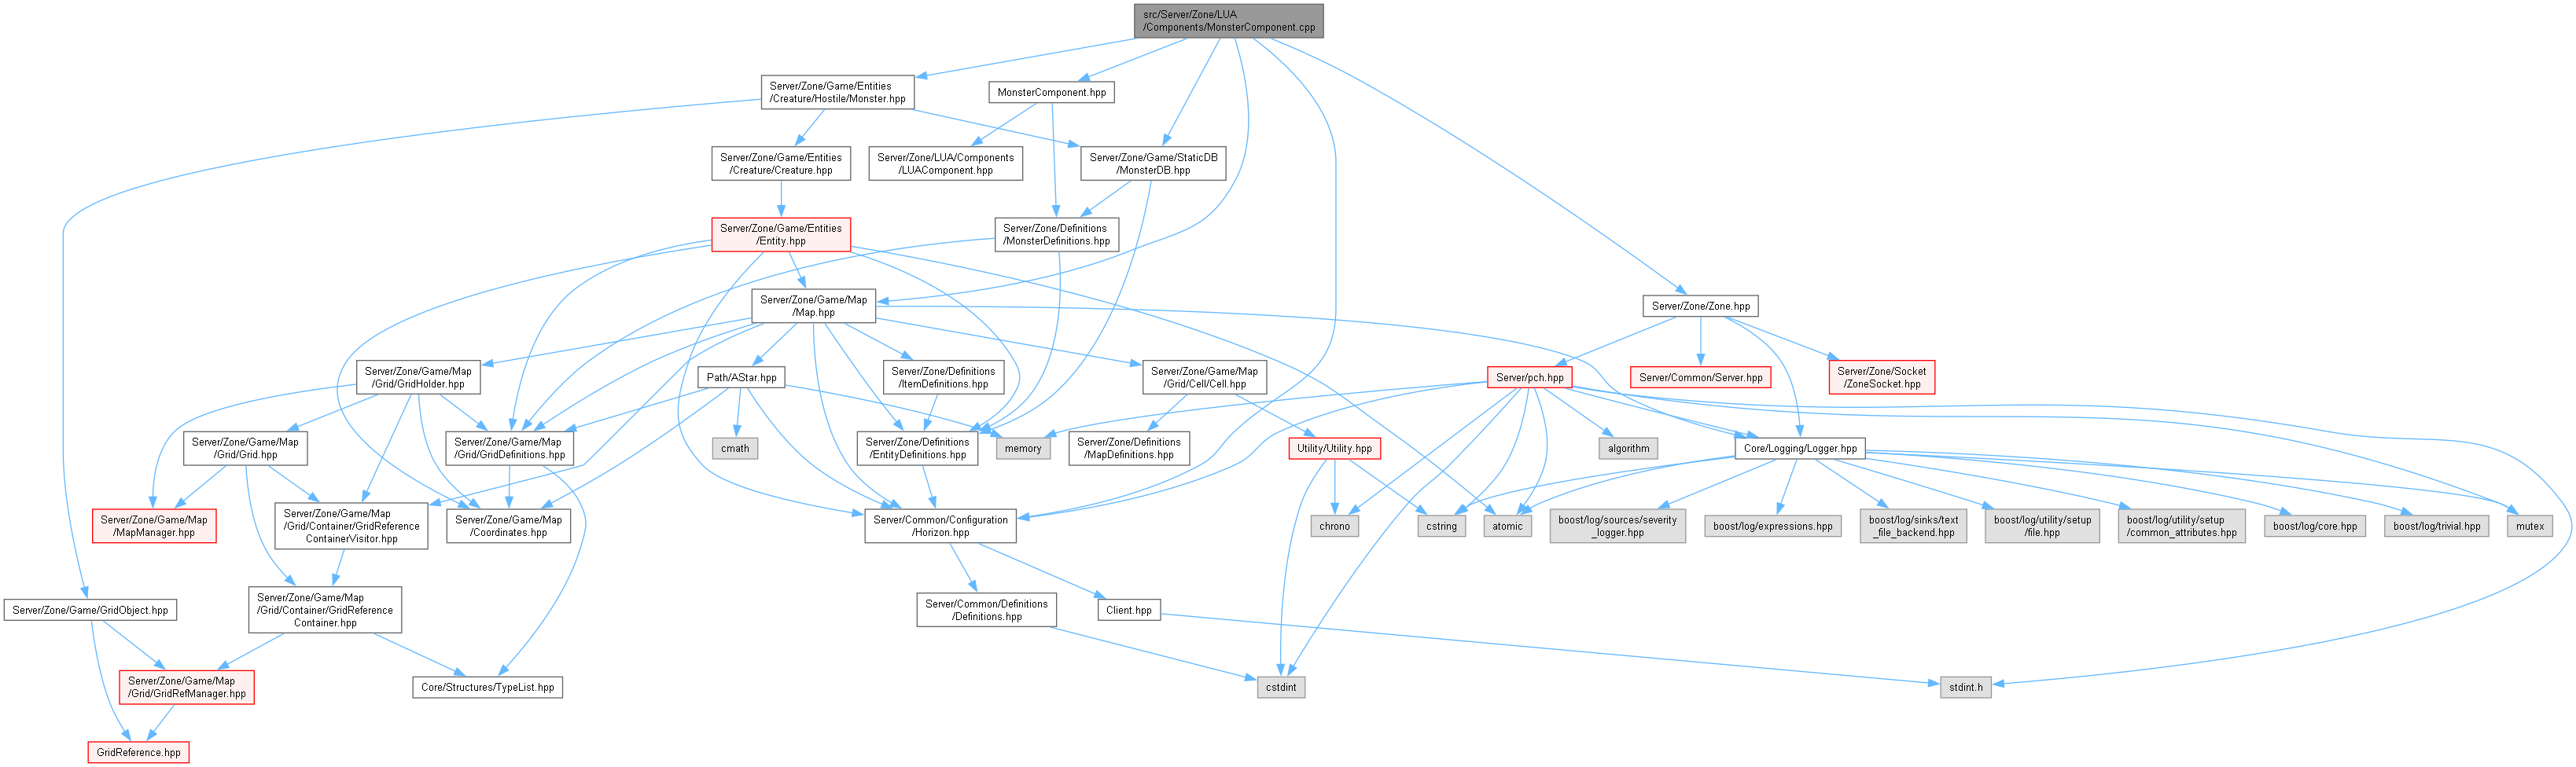 src/Server/Zone/LUA
/Components/MonsterComponent.cpp
Server/Zone/Game/Entities
/Creature/Hostile/Monster.hpp
MonsterComponent.hpp
Server/Zone/Game/Entities
/Creature/Creature.hpp
Server/Zone/LUA/Components
/LUAComponent.hpp
Server/Zone/Game/StaticDB
/MonsterDB.hpp
Server/Zone/Game/Entities
/Entity.hpp
Server/Zone/Definitions
/MonsterDefinitions.hpp
Server/Zone/Game/Map
/Map.hpp
Server/Zone/Zone.hpp
Server/Zone/Game/Map
/Grid/GridHolder.hpp
Path/AStar.hpp
Server/Zone/Definitions
/ItemDefinitions.hpp
Server/Zone/Game/Map
/Grid/Cell/Cell.hpp
Server/pch.hpp
Server/Common/Server.hpp
Server/Zone/Socket
/ZoneSocket.hpp
Server/Zone/Game/Map
/Grid/Grid.hpp
Server/Zone/Game/Map
/Grid/GridDefinitions.hpp
cmath
Server/Zone/Definitions
/EntityDefinitions.hpp
memory
Server/Zone/Definitions
/MapDefinitions.hpp
Utility/Utility.hpp
algorithm
Core/Logging/Logger.hpp
Server/Zone/Game/Map
/MapManager.hpp
Server/Zone/Game/Map
/Grid/Container/GridReference
ContainerVisitor.hpp
Server/Zone/Game/Map
/Coordinates.hpp
Server/Common/Configuration
/Horizon.hpp
chrono
cstring
atomic
boost/log/sources/severity
_logger.hpp
boost/log/expressions.hpp
boost/log/sinks/text
_file_backend.hpp
boost/log/utility/setup
/file.hpp
boost/log/utility/setup
/common_attributes.hpp
boost/log/core.hpp
boost/log/trivial.hpp
mutex
Server/Zone/Game/GridObject.hpp
Server/Zone/Game/Map
/Grid/Container/GridReference
Container.hpp
Server/Common/Definitions
/Definitions.hpp
Client.hpp
Server/Zone/Game/Map
/Grid/GridRefManager.hpp
Core/Structures/TypeList.hpp
cstdint
stdint.h
GridReference.hpp